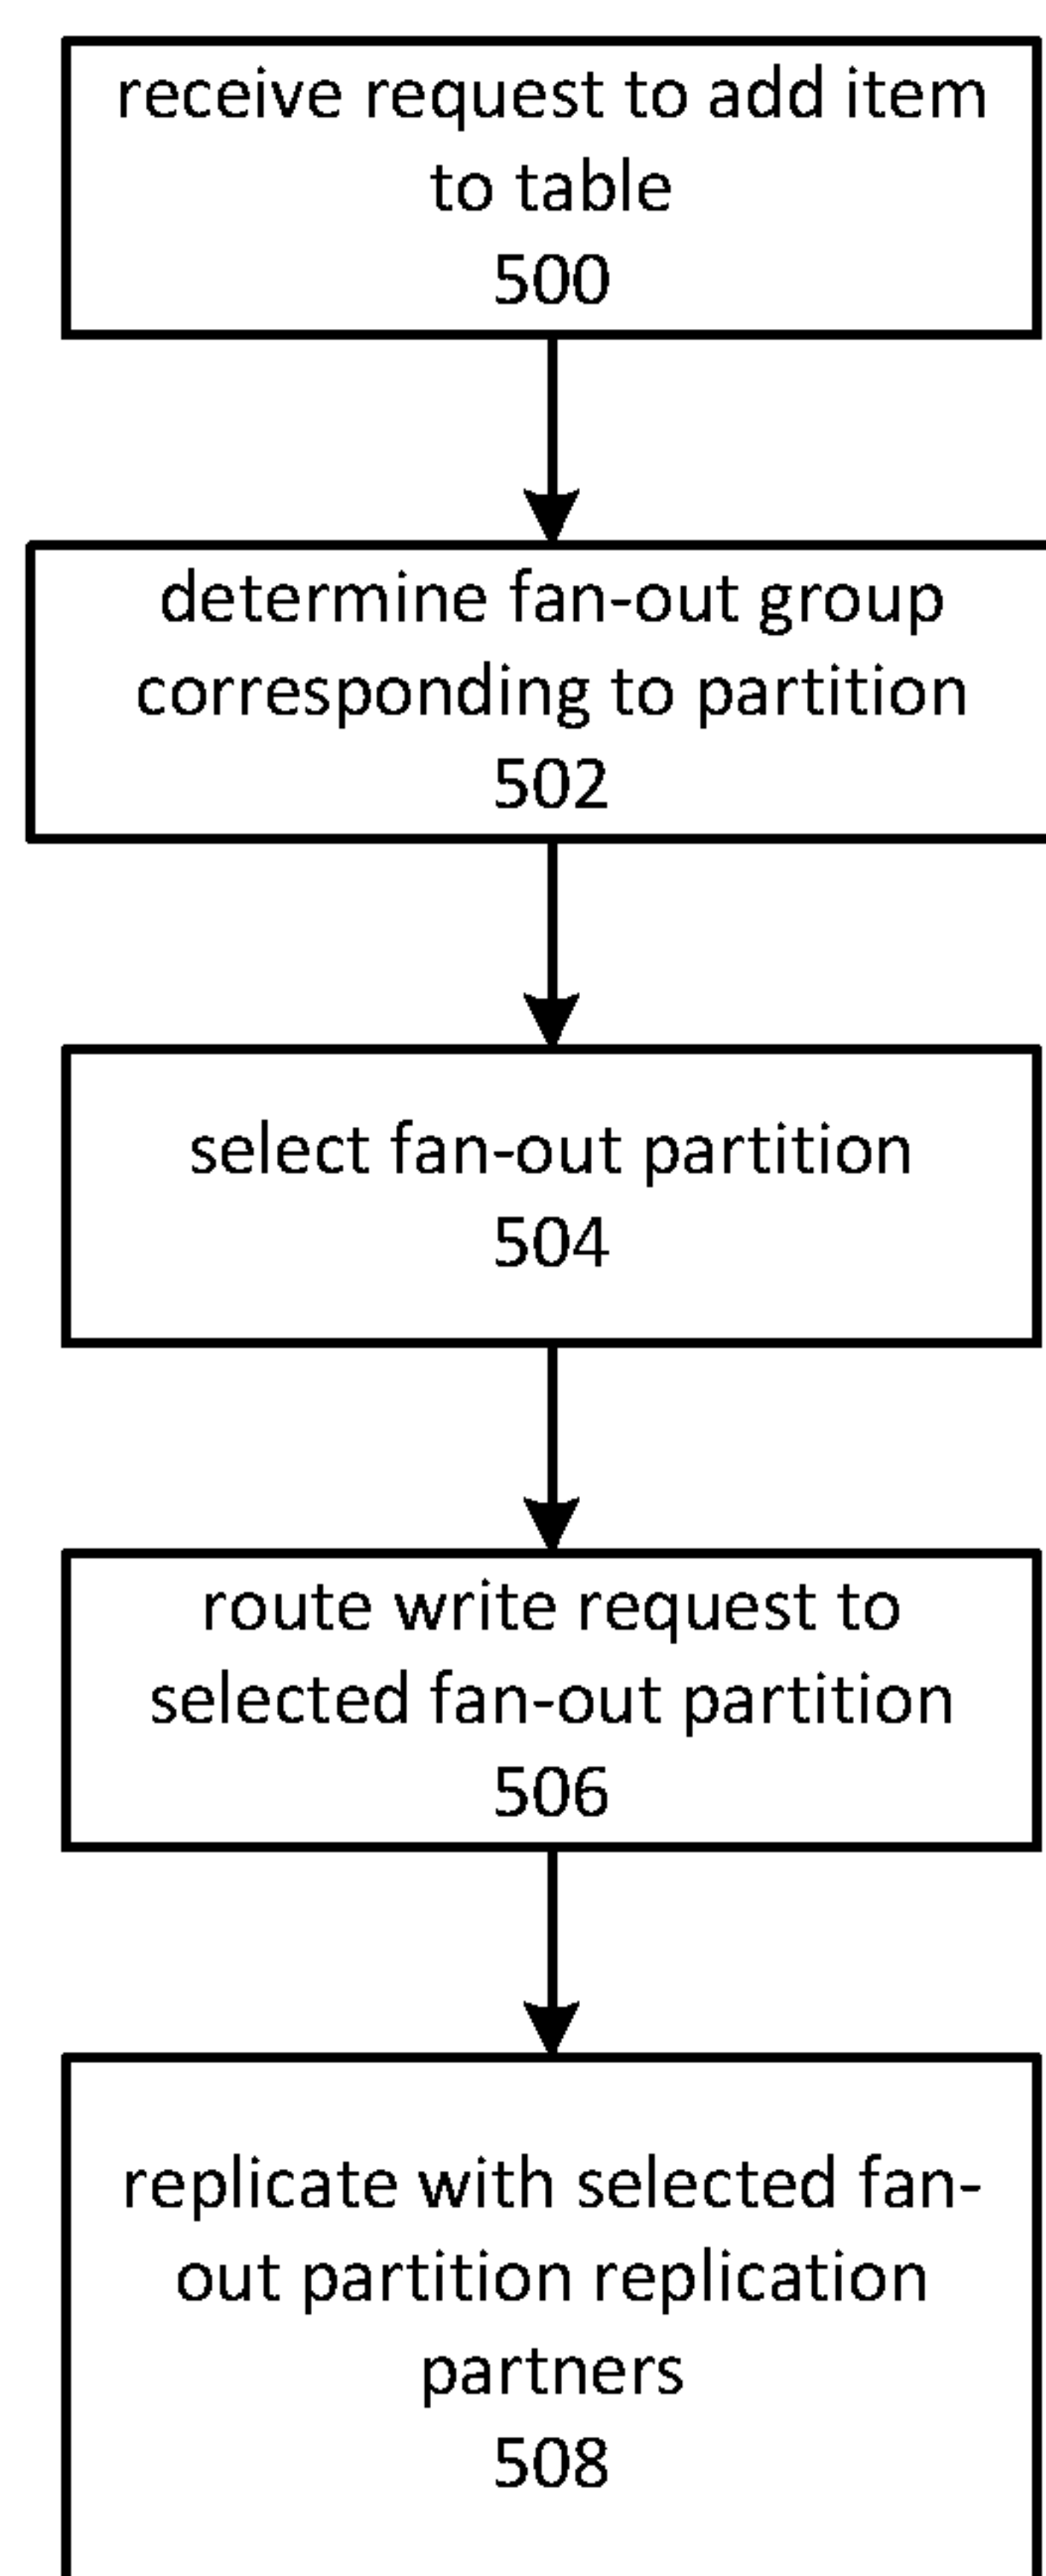 receive request to add item
to table
500
determine fan-out group
corresponding to partition
502
select fan-out partition
504
route write request to
selected fan-out partition
506
replicate with selected fan-
out partition replication
partners
508